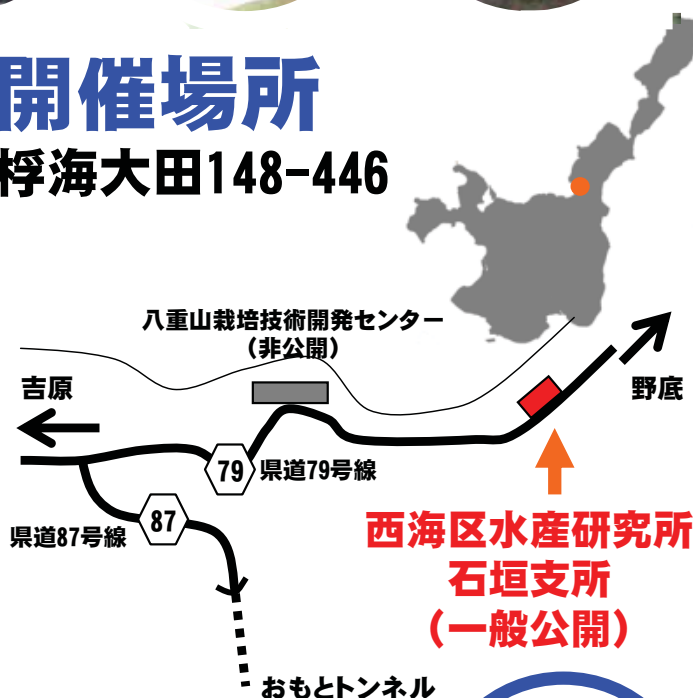 開催場所
桴海大田148-446
八重山栽培技術開発センター
（非公開）
吉原
野底
79
県道79号線
87
県道87号線
西海区水産研究所
石垣支所
（一般公開）
おもとトンネル